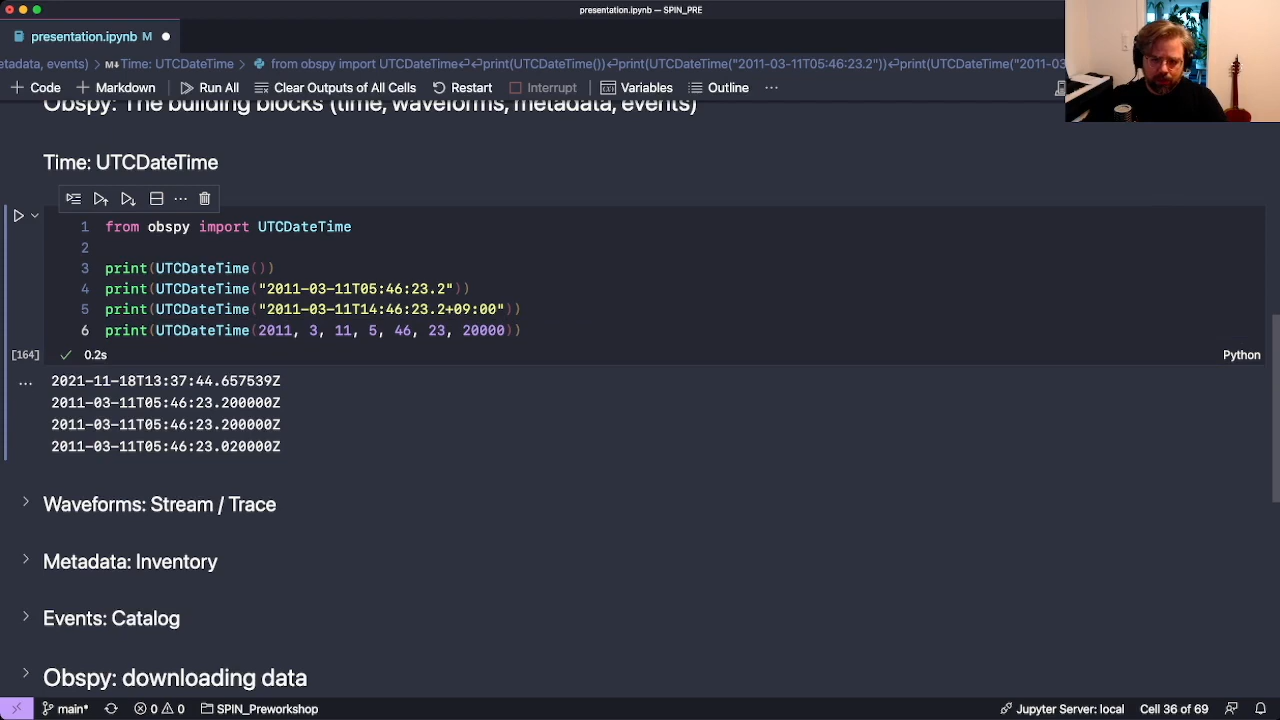 presentation.ipynb — SPIN_PRE
presentation.ipynb M
etadata, events) > M↓Time: UTCDateTime > from obspy import UTCDateTime↵↵print(UTCDateTime())↵print(UTCDateTime("2011-03-11T05:46:23.2"))↵print(UTCDateTime("2011-03
+ Code + Markdown Run All Clear Outputs of All Cells Restart Interrupt Variables Outline ...
Obspy: The building blocks (time, waveforms, metadata, events)
Time: UTCDateTime
1 from obspy import UTCDateTime
2
3 print(UTCDateTime())
4 print(UTCDateTime("2011-03-11T05:46:23.2"))
5 print(UTCDateTime("2011-03-11T14:46:23.2+09:00"))
6 print(UTCDateTime(2011, 3, 11, 5, 46, 23, 20000))
[164] ✓ 0.2s Python
... 2021-11-18T13:37:44.657539Z
2011-03-11T05:46:23.200000Z
2011-03-11T05:46:23.200000Z
2011-03-11T05:46:23.020000Z
> Waveforms: Stream / Trace
> Metadata: Inventory
> Events: Catalog
> Obspy: downloading data
main* 0 0 SPIN_Preworkshop Jupyter Server: local Cell 36 of 69